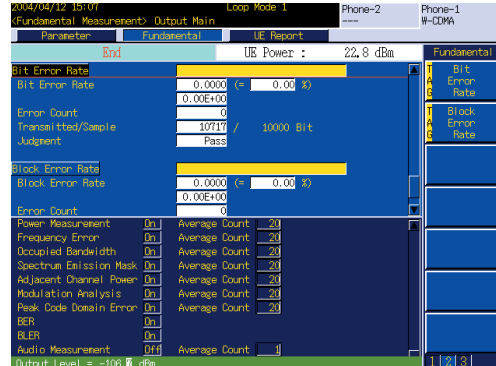 2004/04/12 15:07 Loop Mode 1 Phone-2 Phone-1
<Fundamental Measurement> Output Main --- W-CDMA
Parameter Fundamental UE Report
End UE Power : 22.8 dBm Fundamental
Bit Error Rate
Bit Error Rate 0.0000 (= 0.00 %)
0.00E+00
Error Count 0
Transmitted/Sample 10717 / 10000 Bit
Judgment Pass
Block Error Rate
Block Error Rate 0.0000 (= 0.00 %)
0.00E+00
Error Count 0
Power Measurement On Average Count 20
Frequency Error On Average Count 20
Occupied Bandwidth On Average Count 20
Spectrum Emission Mask On Average Count 20
Adjacent Channel Power On Average Count 20
Modulation Analysis On Average Count 20
Peak Code Domain Error On Average Count 20
BER On
BLER On
Audio Measurement Off Average Count 1
Output Level = -106. dBm
TAG Bit Error Rate
TAG Block Error Rate
1 2 3